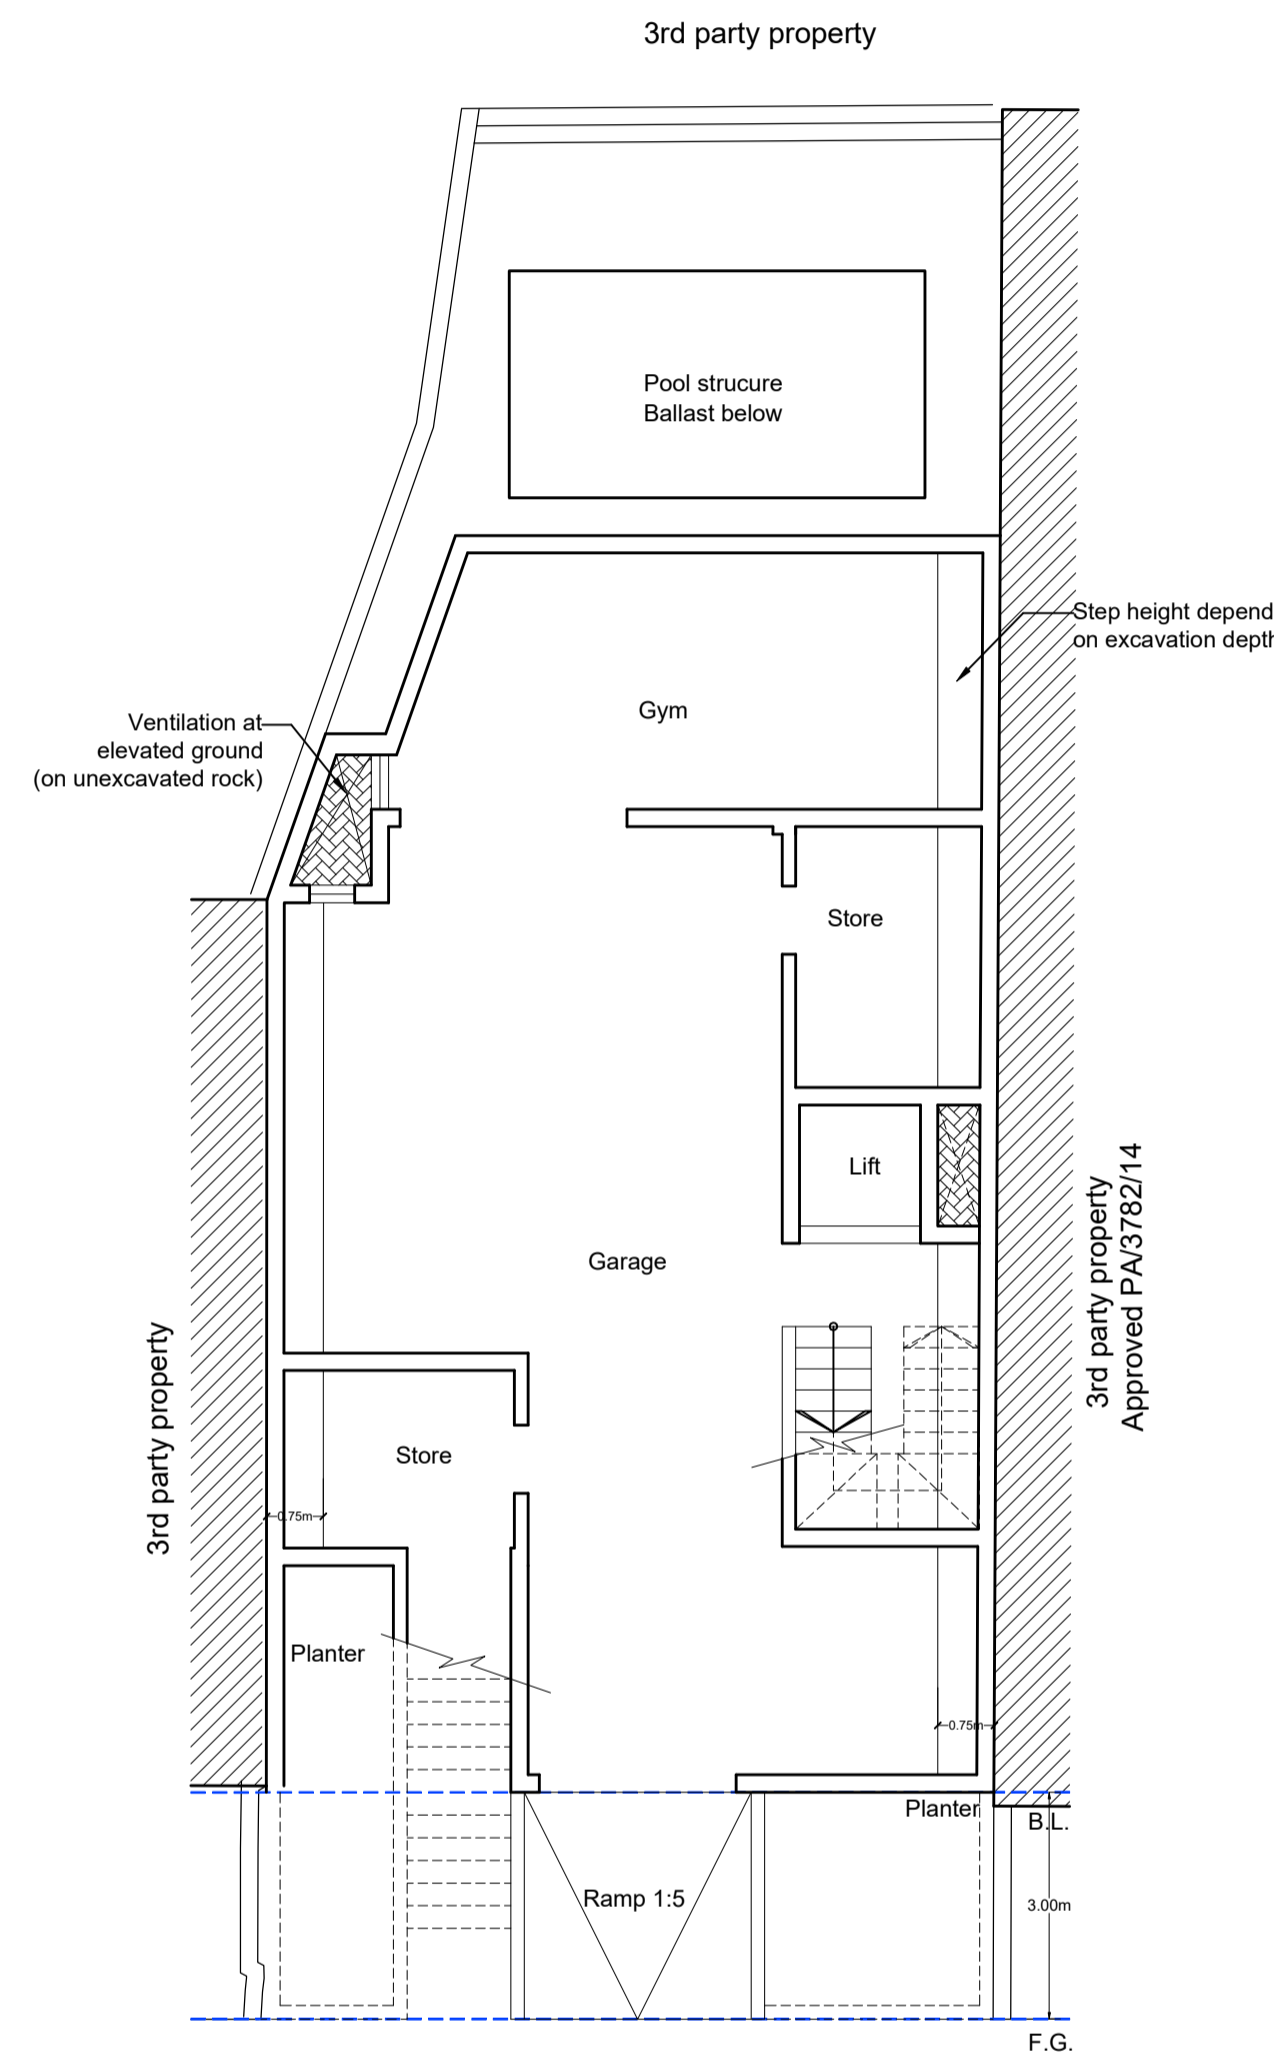 3rd party property
Pool strucure
Ballast below
Step height depend
on excavation depth
Gym
Ventilation at
elevated ground
(on unexcavated rock)
Store
Lift
3rd party property
Approved PA/3782/14
Garage
3rd party property
Store
0.75m
Planter
0.75m
Planter
B.L.
Ramp 1:5
3.00m
F.G.